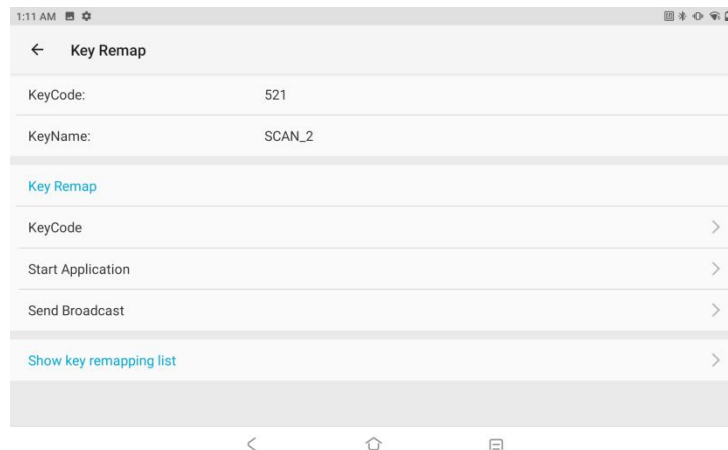 1:11 AM
Key Remap
KeyCode: 521
KeyName: SCAN_2
Key Remap
KeyCode
Start Application
Send Broadcast
Show key remapping list